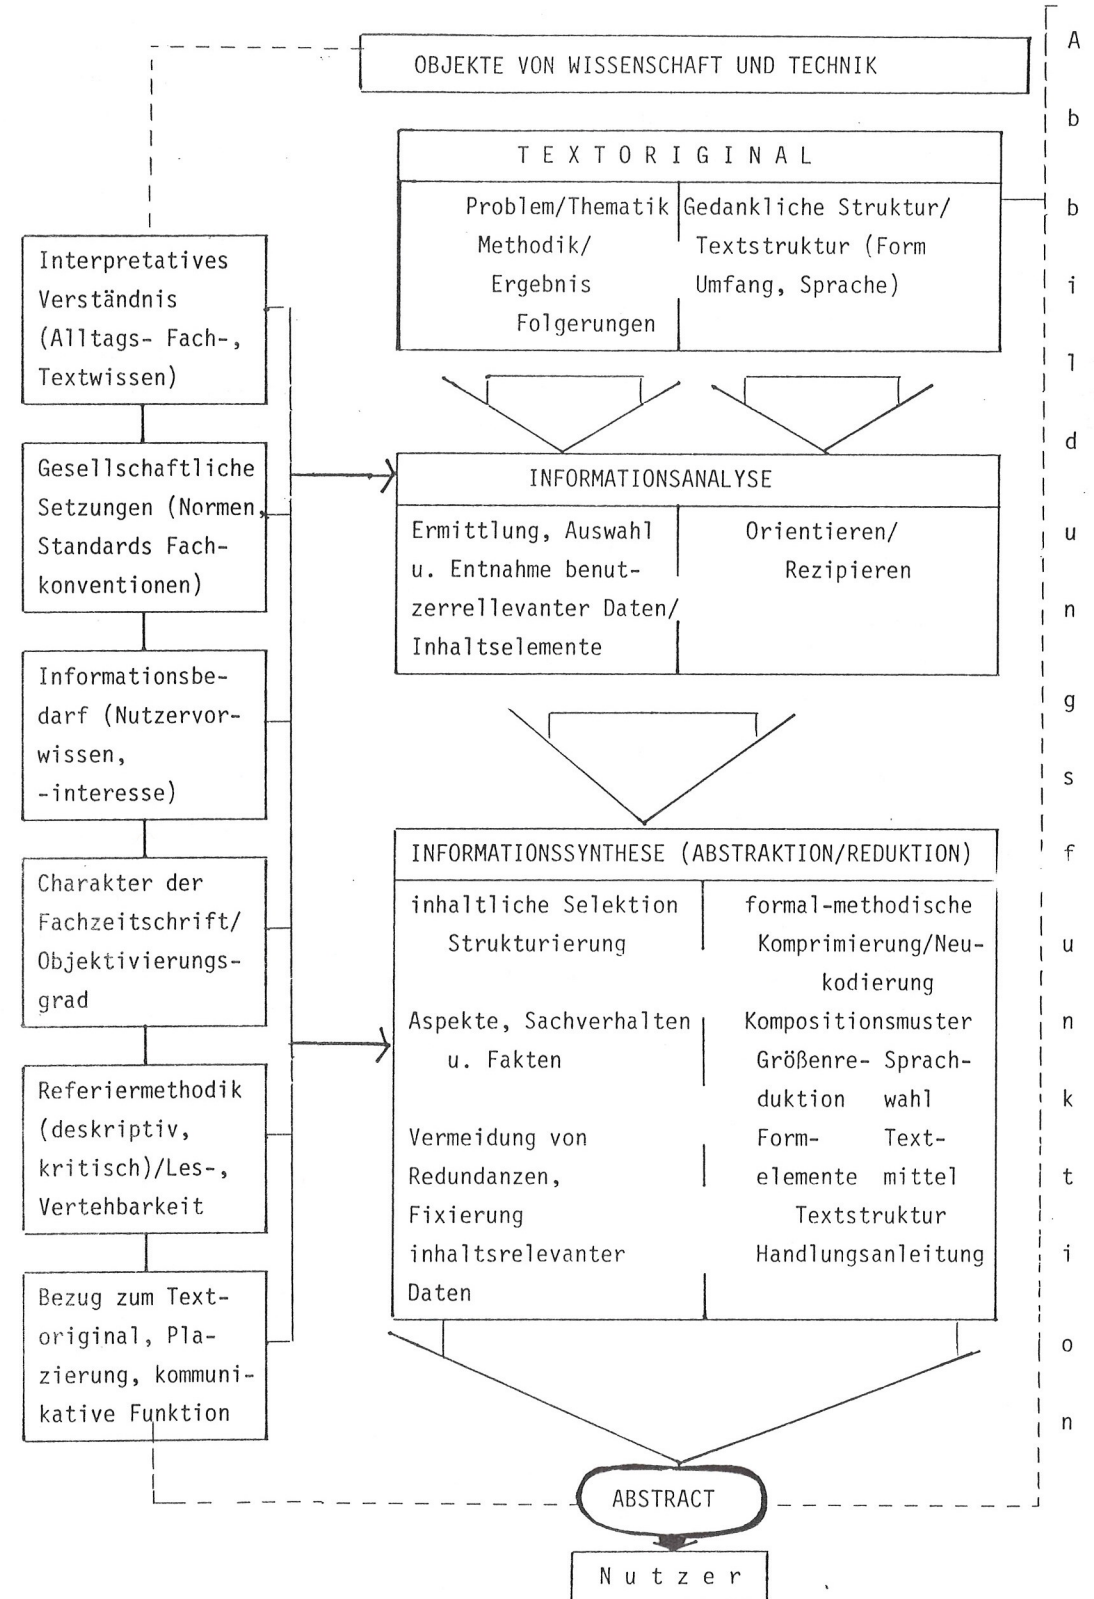 OBJEKTE VON WISSENSCHAFT UND TECHNIK
TEXTORIGINAL
Problem/Thematik
Methodik/
Ergebnis
Folgerungen
Gedankliche Struktur/
Textstruktur (Form
Umfang, Sprache)
Interpretatives
Verständnis
(Alltags- Fach-,
Textwissen)
Gesellschaftliche
Setzungen (Normen,
Standards Fach-
konventionen)
Informationsbe-
darf (Nutzervor-
wissen,
-interesse)
Charakter der
Fachzeitschrift/
Objektivierungs-
grad
Referiermethodik
(deskriptiv,
kritisch)/Les-,
Vertehbarkeit
Bezug zum Text-
original, Pla-
zierung, kommuni-
kative Funktion
INFORMATIONSANALYSE
Ermittlung, Auswahl
u. Entnahme benut-
zerrellevanter Daten/
Inhaltselemente
Orientieren/
Rezipieren
INFORMATIONSSYNTHESE (ABSTRAKTION/REDUKTION)
inhaltliche Selektion
Strukturierung
Aspekte, Sachverhalten
u. Fakten
Vermeidung von
Redundanzen,
Fixierung
inhaltsrelevanter
Daten
formal-methodische
Komprimierung/Neu-
kodierung
Kompositionsmuster
Größenre- Sprach-
duktion wahl
Form- Text-
elemente mittel
Textstruktur
Handlungsanleitung
ABSTRACT
Nutzer
Abbildungsfunktion